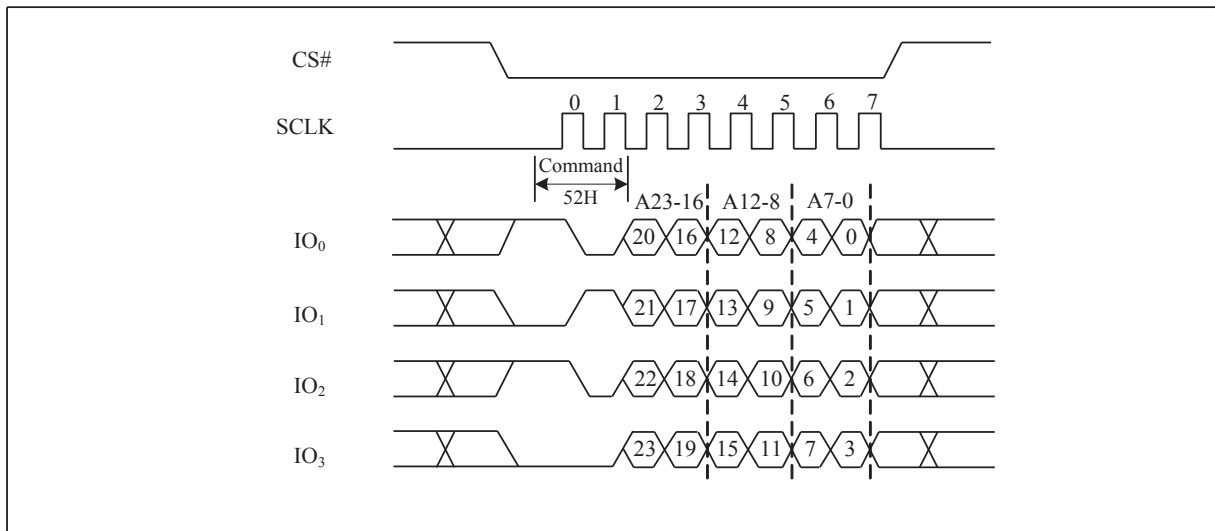 CS#
0 1 2 3 4 5 6 7
SCLK
Command
52H
A23-16 A12-8 A7-0
IO0 20 16 12 8 4 0
IO1 21 17 13 9 5 1
IO2 22 18 14 10 6 2
IO3 23 19 15 11 7 3